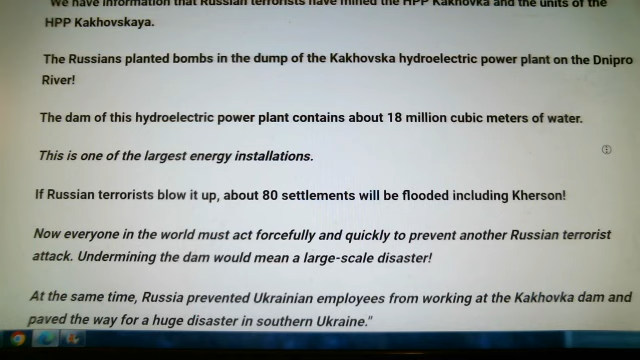 "We have information that Russian terrorists have mined the HPP Kakhovka and the units of the
HPP Kakhovskaya.
The Russians planted bombs in the dump of the Kakhovska hydroelectric power plant on the Dnipro
River!
The dam of this hydroelectric power plant contains about 18 million cubic meters of water.
This is one of the largest energy installations.
If Russian terrorists blow it up, about 80 settlements will be flooded including Kherson!
Now everyone in the world must act forcefully and quickly to prevent another Russian terrorist
attack. Undermining the dam would mean a large-scale disaster!
At the same time, Russia prevented Ukrainian employees from working at the Kakhovka dam and
paved the way for a huge disaster in southern Ukraine."